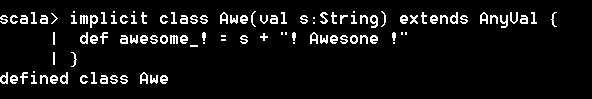 scala> implicit class Awe(val s:String) extends AnyVal {
| def awesome_! = s + "! Awesone !"
| }
defined class Awe